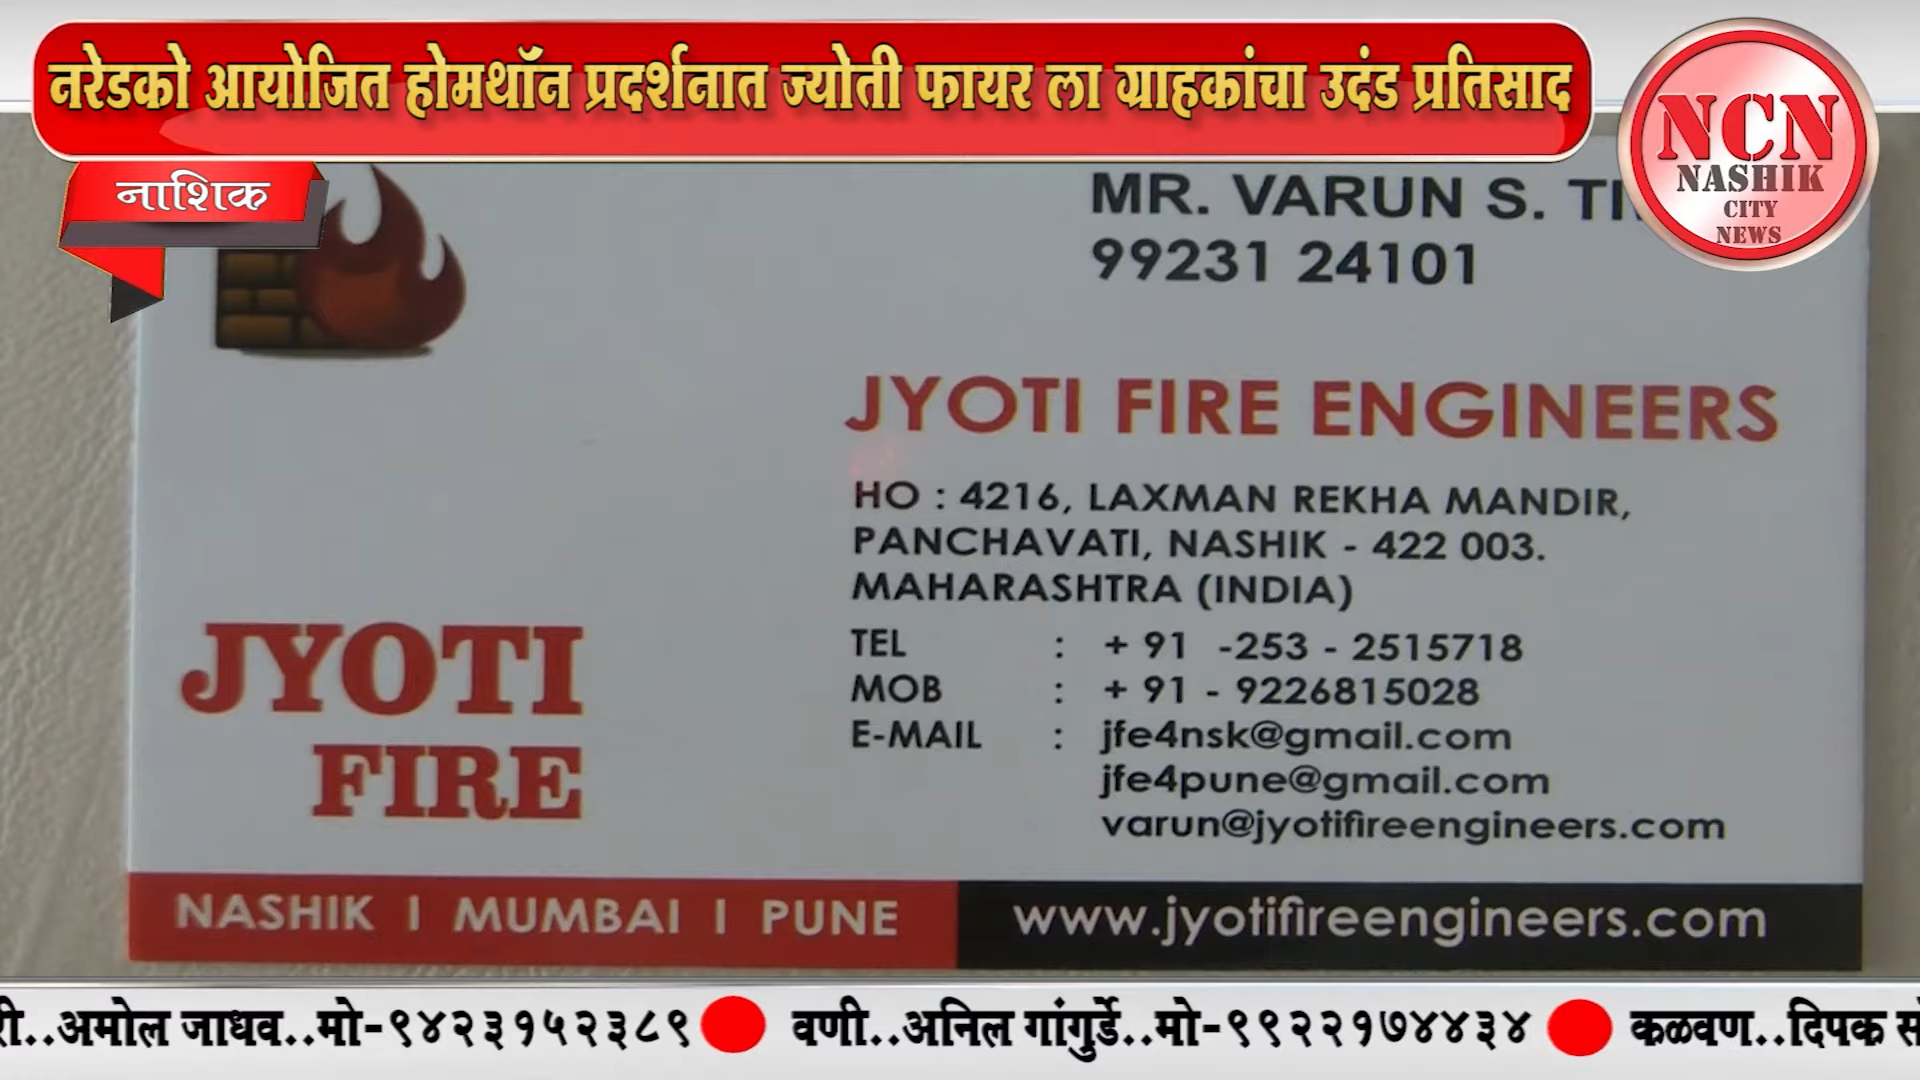 नरेडको आयोजित होमथॉन प्रदर्शनात ज्योती फायर ला ग्राहकांचा उदंड प्रतिसाद
NCN
NASHIK
CITY
NEWS
नाशिक
MR. VARUN S.
99231 24101
JYOTI FIRE ENGINEERS
HO : 4216, LAXMAN REKHA MANDIR,
PANCHAVATI, NASHIK - 422 003.
MAHARASHTRA (INDIA)
TEL : + 91 -253 - 2515718
MOB : + 91 - 9226815028
E-MAIL : jfe4nsk@gmail.com
jfe4pune@gmail.com
varun@jyotifireengineers.com
JYOTI
FIRE
NASHIK | MUMBAI | PUNE
www.jyotifireengineers.com
..अमोल जाधव..मो-९४२३१५२३८९ वणी..अनिल गांगुर्डे..मो-९९२२१७४४३४ कळवण..दिपक